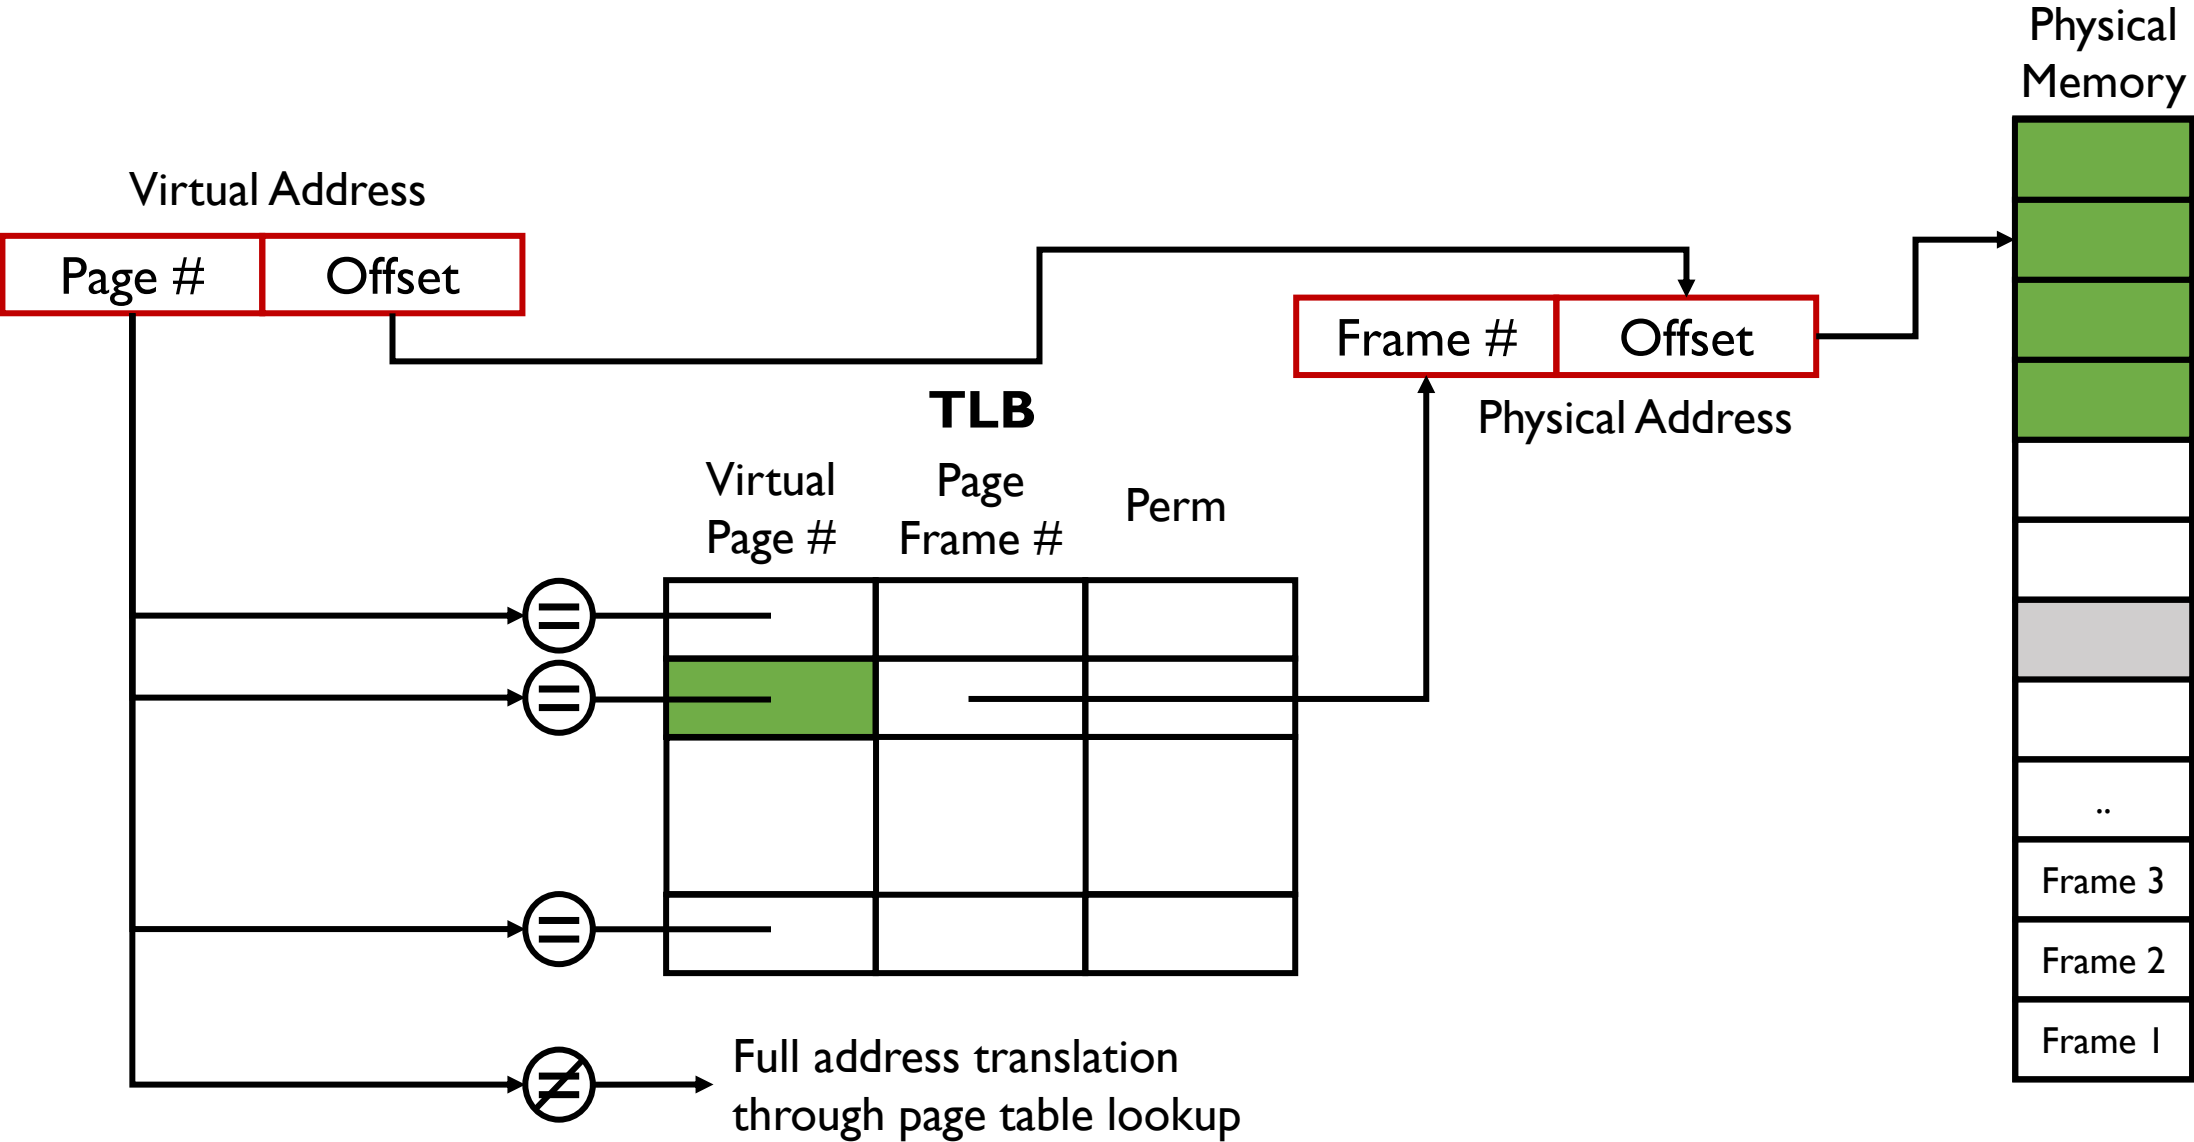 Physical
Memory
Virtual Address
Page #
Offset
Frame #
Offset
Physical Address
TLB
Virtual
Page #
Page
Frame #
Perm
=
=
=
≠
Full address translation
through page table lookup
..
Frame 3
Frame 2
Frame 1